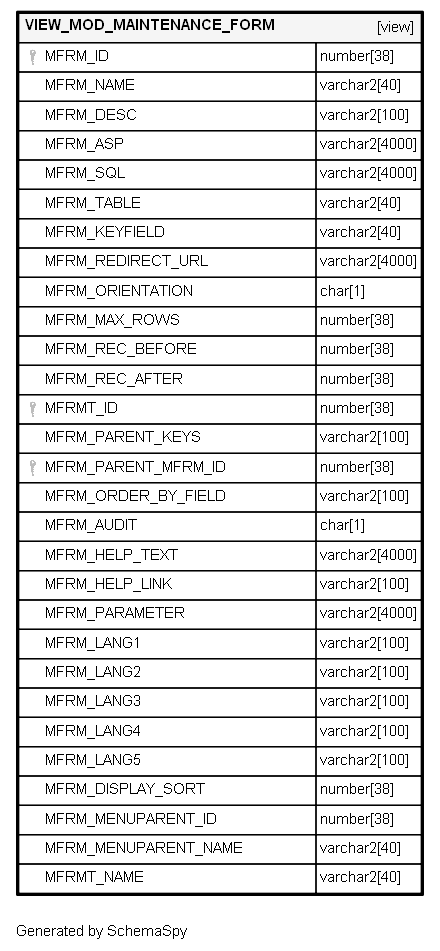 VIEW_MOD_MAINTENANCE_FORM [view]
MFRM_ID number[38]
MFRM_NAME varchar2[40]
MFRM_DESC varchar2[100]
MFRM_ASP varchar2[4000]
MFRM_SQL varchar2[4000]
MFRM_TABLE varchar2[40]
MFRM_KEYFIELD varchar2[40]
MFRM_REDIRECT_URL varchar2[4000]
MFRM_ORIENTATION char[1]
MFRM_MAX_ROWS number[38]
MFRM_REC_BEFORE number[38]
MFRM_REC_AFTER number[38]
MFRMT_ID number[38]
MFRM_PARENT_KEYS varchar2[100]
MFRM_PARENT_MFRM_ID number[38]
MFRM_ORDER_BY_FIELD varchar2[100]
MFRM_AUDIT char[1]
MFRM_HELP_TEXT varchar2[4000]
MFRM_HELP_LINK varchar2[100]
MFRM_PARAMETER varchar2[4000]
MFRM_LANG1 varchar2[100]
MFRM_LANG2 varchar2[100]
MFRM_LANG3 varchar2[100]
MFRM_LANG4 varchar2[100]
MFRM_LANG5 varchar2[100]
MFRM_DISPLAY_SORT number[38]
MFRM_MENUPARENT_ID number[38]
MFRM_MENUPARENT_NAME varchar2[40]
MFRMT_NAME varchar2[40]
Generated by SchemaSpy